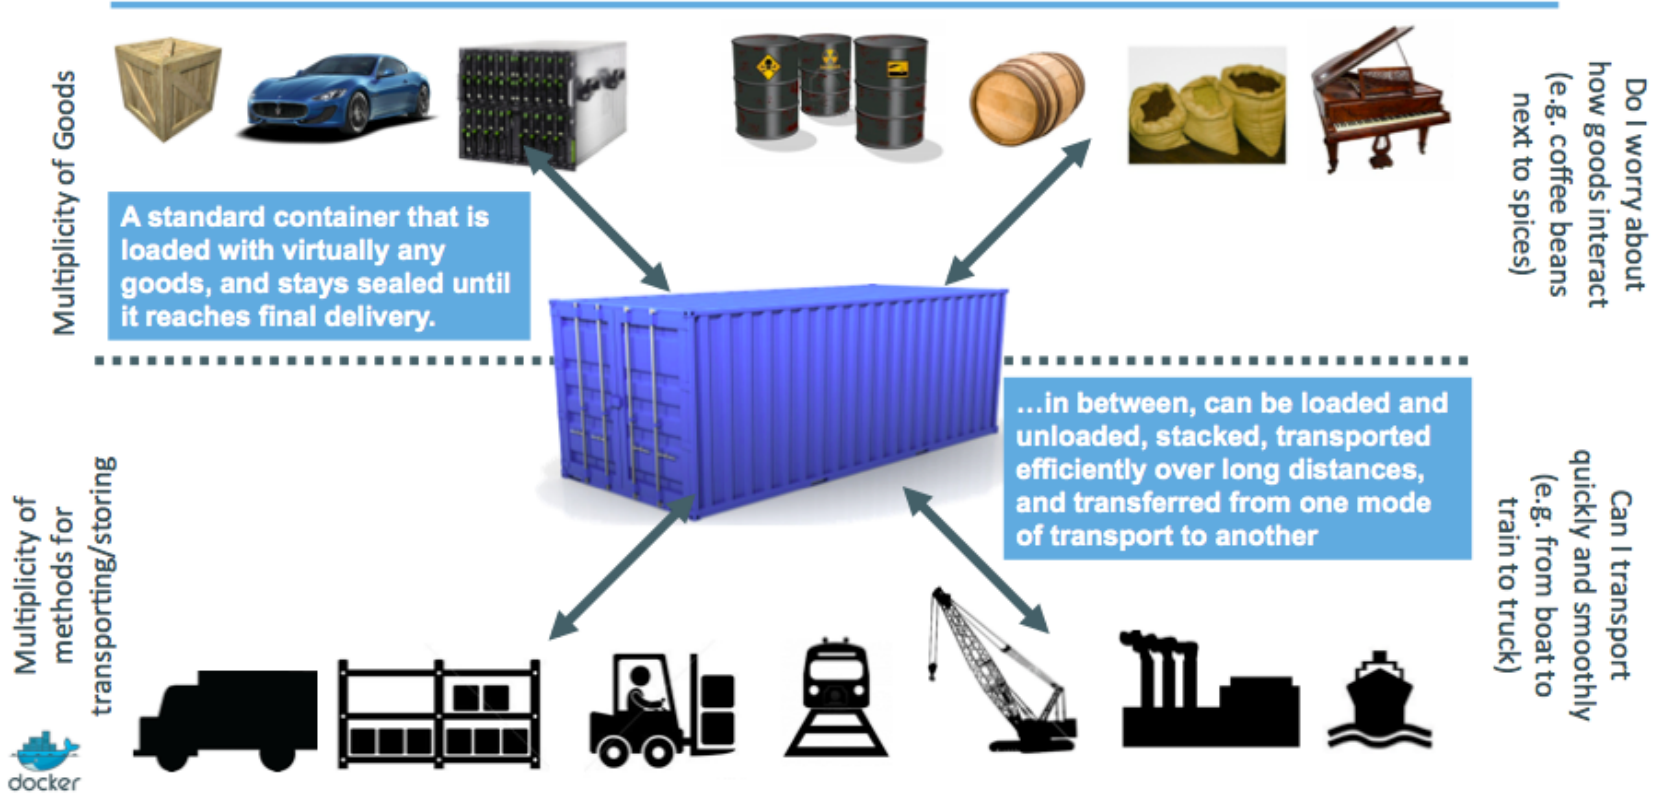 Multiplicity of Goods
Do I worry about
how goods interact
(e.g. coffee beans
next to spices)
A standard container that is
loaded with virtually any
goods, and stays sealed until
it reaches final delivery.
…in between, can be loaded and
unloaded, stacked, transported
efficiently over long distances,
and transferred from one mode
of transport to another
Multiplicity of
methods for
transporting/storing
Can I transport
quickly and smoothly
(e.g. from boat to
train to truck)
docker